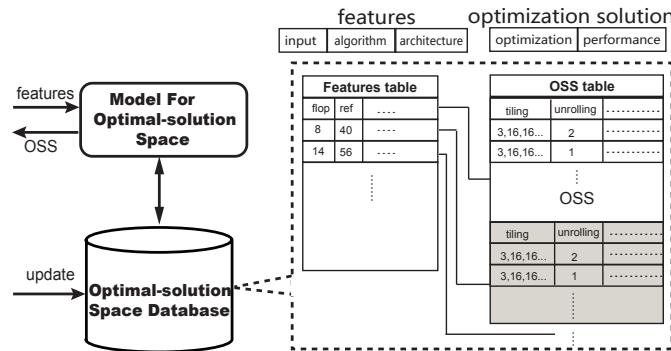 features
optimization solution
input
algorithm
architecture
optimization
performance
features
OSS
Model For
Optimal-solution
Space
update
Optimal-solution
Space Database
Features table
flop
ref
....
8
40
....
14
56
....
OSS table
tiling
unrolling
3,16,16...
2
3,16,16...
1
OSS
tiling
unrolling
3,16,16...
2
3,16,16...
1